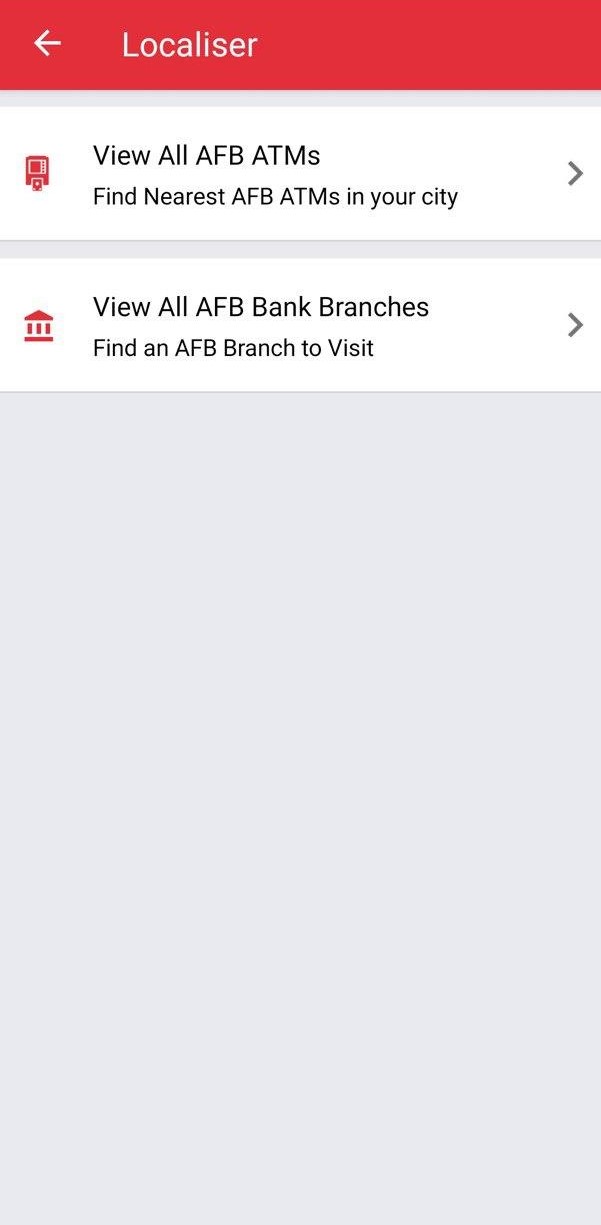 Localiser
View All AFB ATMs
Find Nearest AFB ATMs in your city
View All AFB Bank Branches
Find an AFB Branch to Visit